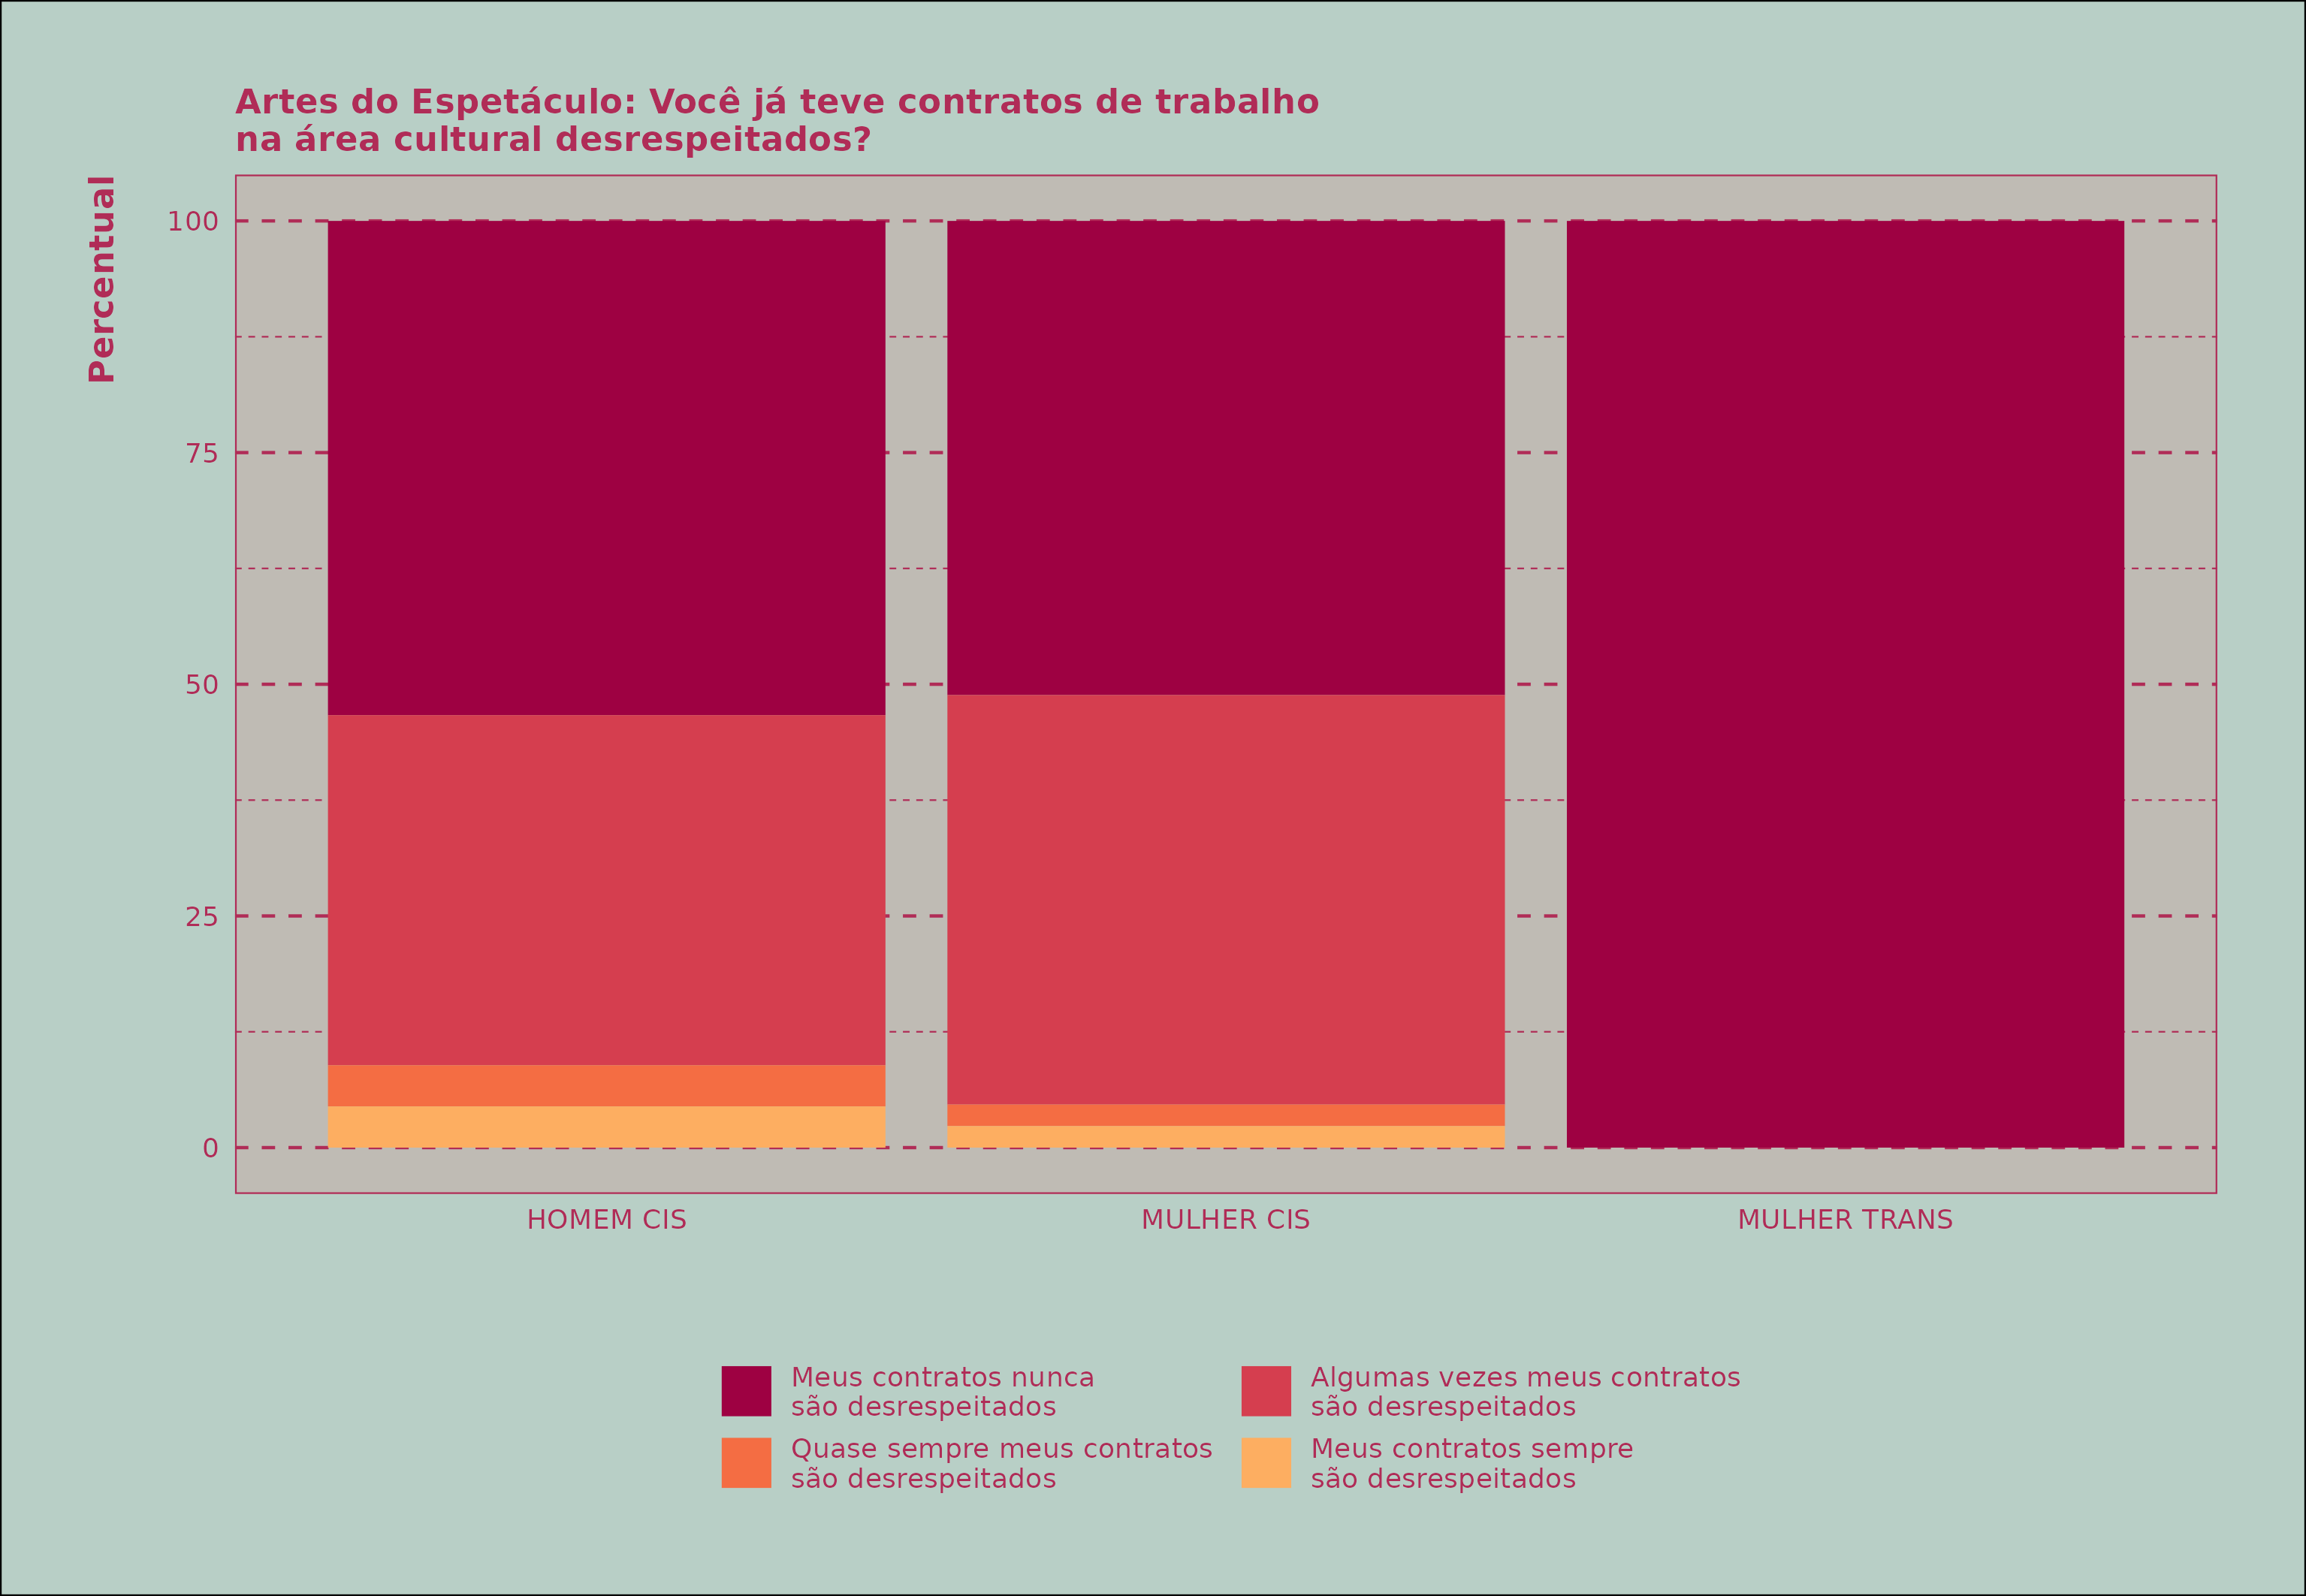 Artes do Espetáculo: Você já teve contratos de trabalho
na área cultural desrespeitados?
Percentual
100
75
50
25
0
HOMEM CIS
MULHER CIS
MULHER TRANS
Meus contratos nunca
são desrespeitados
Algumas vezes meus contratos
são desrespeitados
Quase sempre meus contratos
são desrespeitados
Meus contratos sempre
são desrespeitados